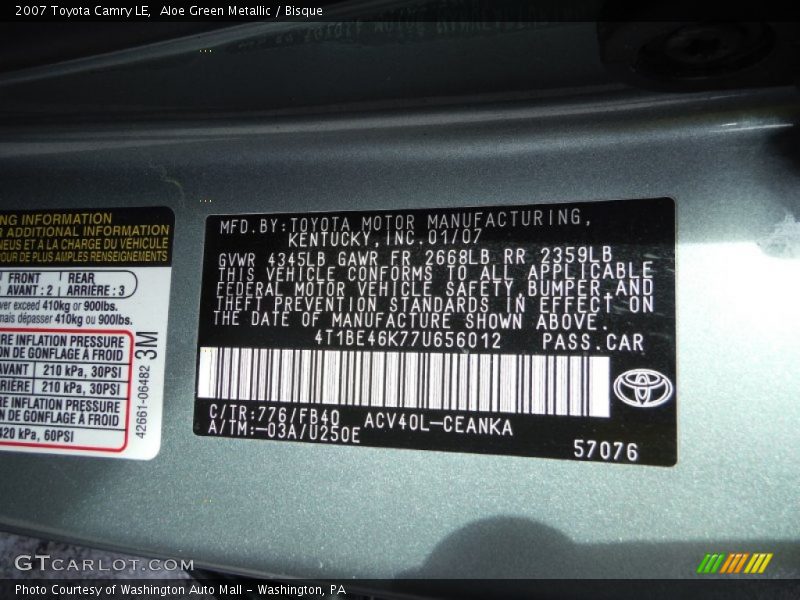 2007 Toyota Camry LE,  Aloe Green Metallic / Bisque
NG INFORMATION
R ADDITIONAL INFORMATION
NEUS ET A LA CHARGE DU VÉHICULE
POUR DE PLUS AMPLES RENSEIGNEMENTS
FRONT REAR
AVANT : 2 ARRIÈRE : 3
ver exceed 410kg or 900lbs.
mais dépasser 410kg ou 900lbs.
RE INFLATION PRESSURE
ON DE GONFLAGE À FROID
AVANT 210 kPa, 30PSI
RRIÈRE 210 kPa, 30PSI
RE INFLATION PRESSURE
ON DE GONFLAGE À FROID
420 kPa, 60PSI
42661-06482 3M
MFD.BY:TOYOTA MOTOR MANUFACTURING,
KENTUCKY,INC.01/07
GVWR 4345LB GAWR FR 2668LB RR 2359LB
THIS VEHICLE CONFORMS TO ALL APPLICABLE
FEDERAL MOTOR VEHICLE SAFETY, BUMPER AND
THEFT PREVENTION STANDARDS IN EFFECT ON
THE DATE OF MANUFACTURE SHOWN ABOVE.
4T1BE46K77U656012 PASS.CAR
C/TR:776/FB40 ACV40L-CEANKA
A/TM:-03A/U250E
57076
GTCARLOT.COM
Photo Courtesy of Washington Auto Mall - Washington, PA